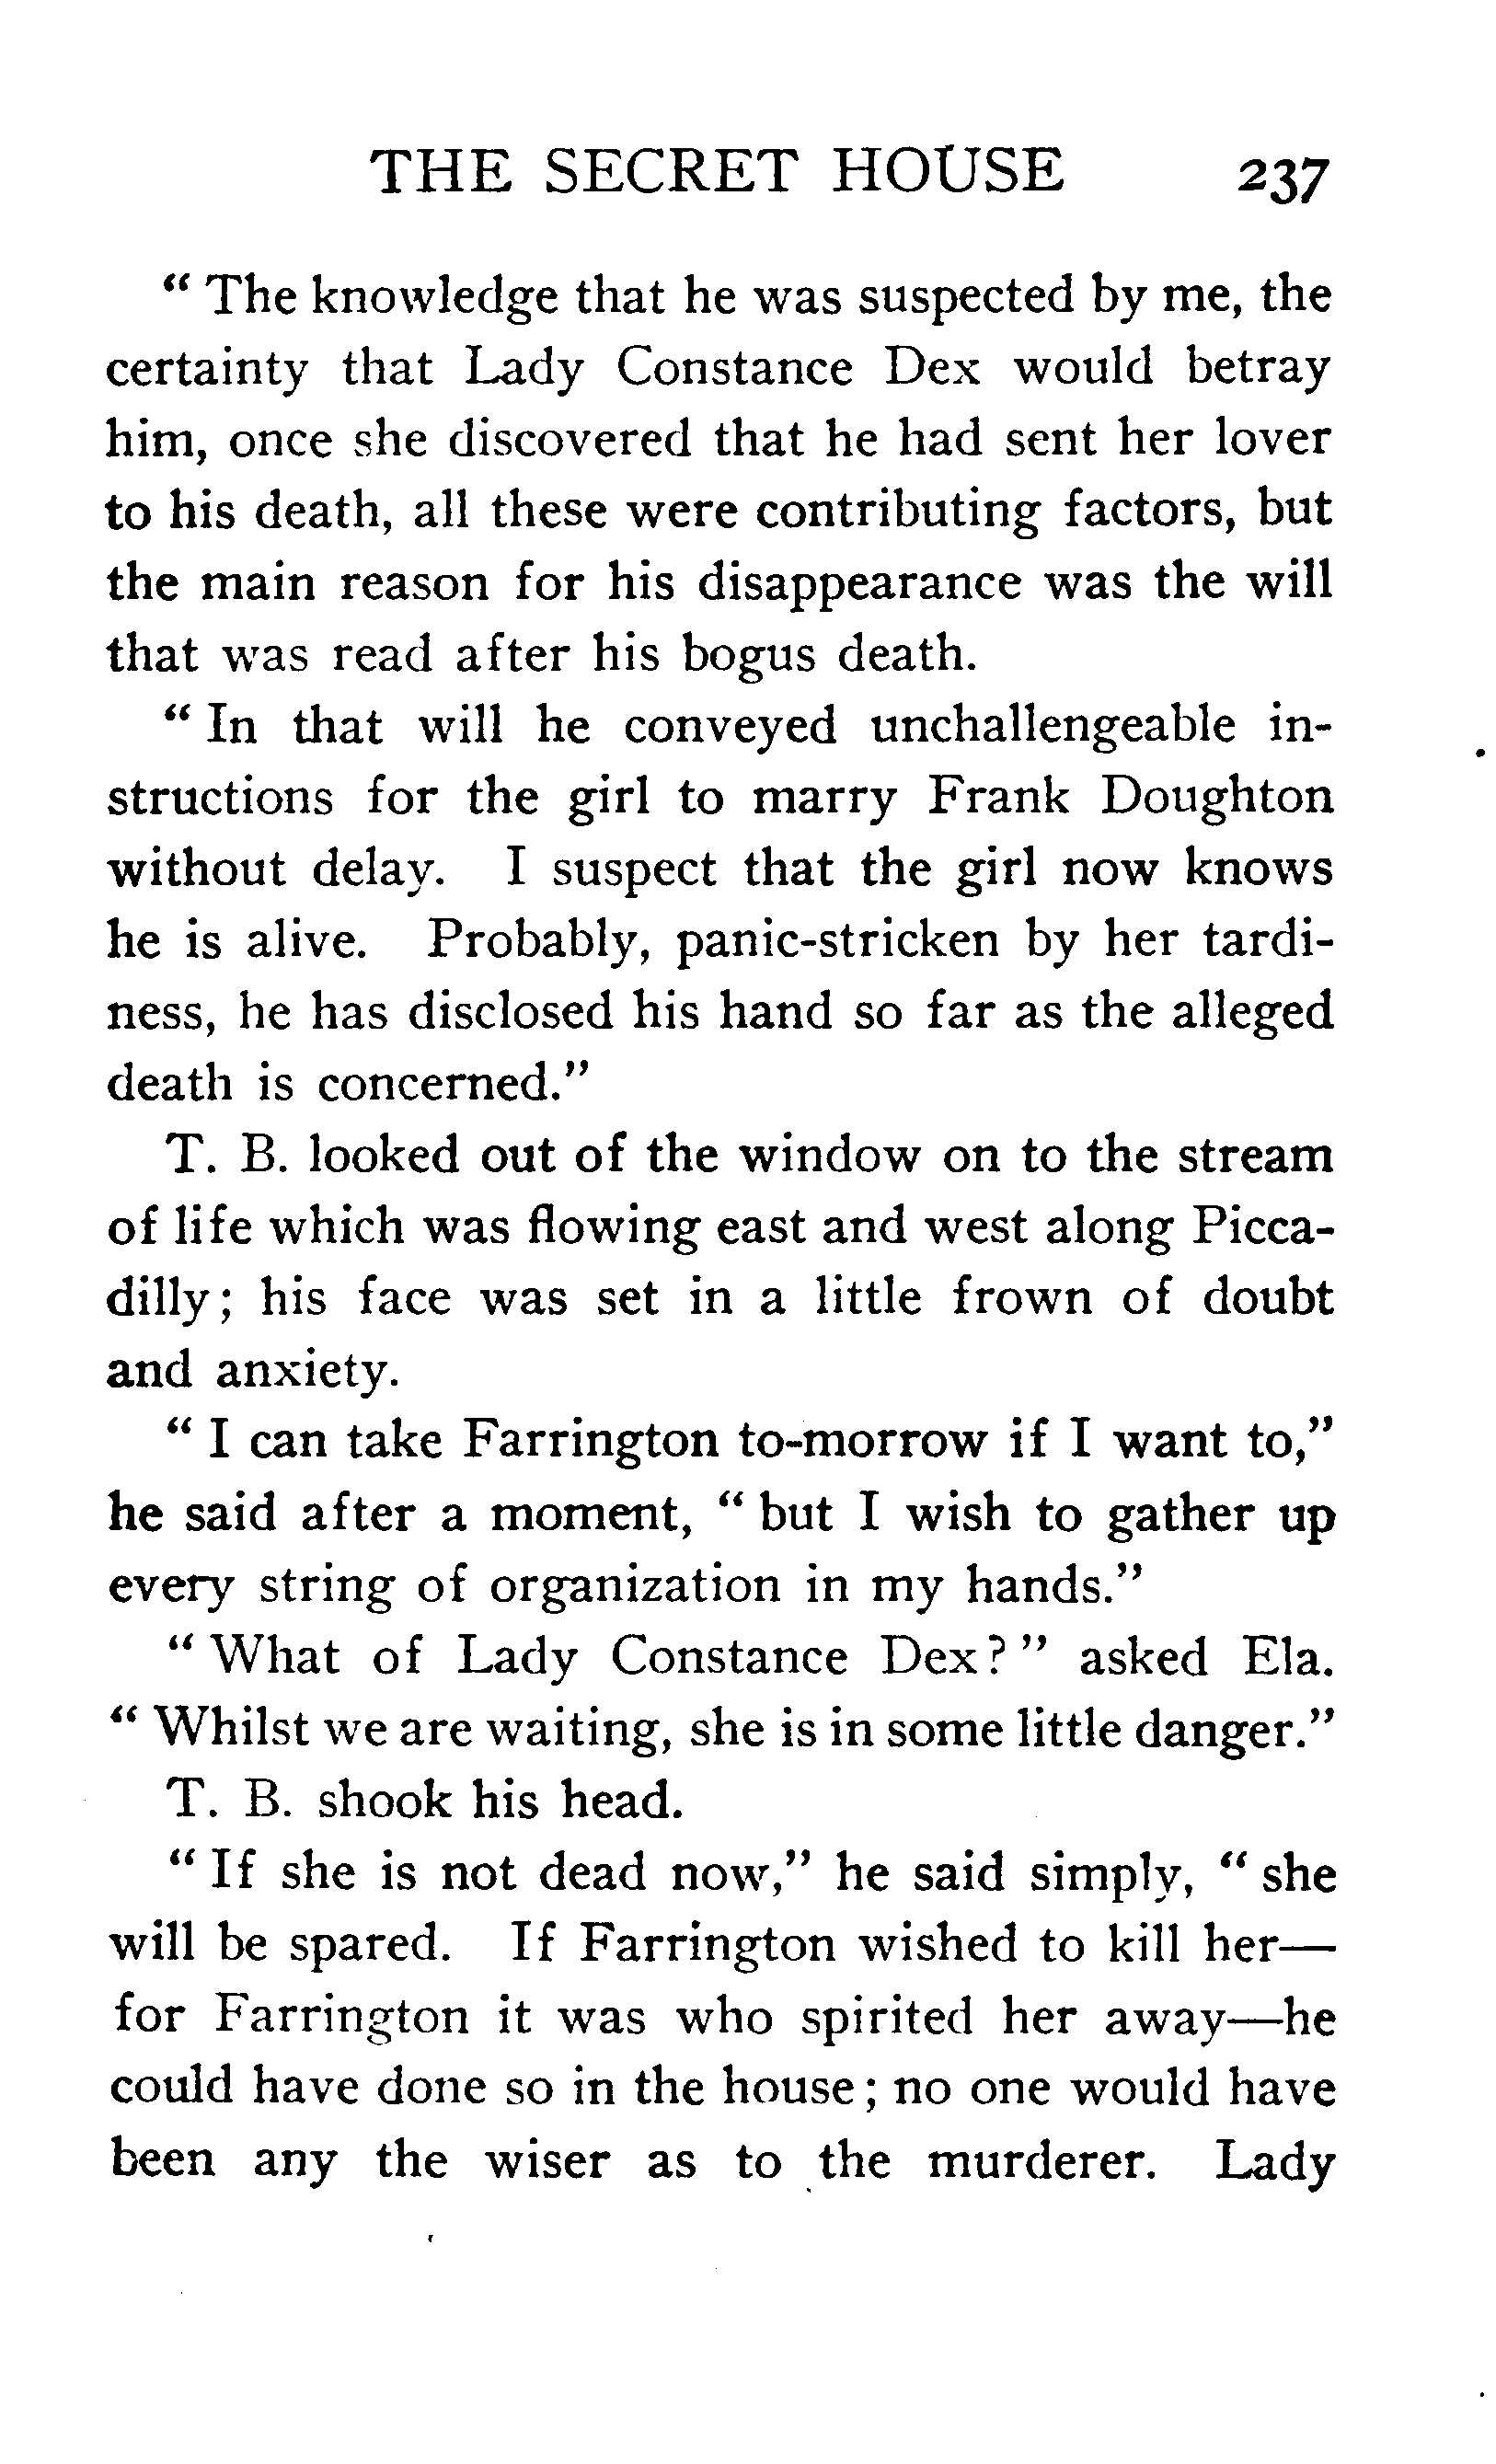 THE SECRET HOUSE 237
“ The knowledge that he was suspected by me, the
certainty that Lady Constance Dex would betray
him, once she discovered that he had sent her lover
to his death, all these were contributing factors, but
the main reason for his disappearance was the will
that was read after his bogus death.
“ In that will he conveyed unchallengeable in-
structions for the girl to marry Frank Doughton
without delay. I suspect that the girl now knows
he is alive. Probably, panic-stricken by her tardi-
ness, he has disclosed his hand so far as the alleged
death is concerned.”
T. B. looked out of the window on to the stream
of life which was flowing east and west along Picca-
dilly; his face was set in a little frown of doubt
and anxiety.
“ I can take Farrington to-morrow if I want to,”
he said after a moment, “ but I wish to gather up
every string of organization in my hands.”
“ What of Lady Constance Dex ? ” asked Ela.
“ Whilst we are waiting, she is in some little danger.”
T. B. shook his head.
“ If she is not dead now,” he said simply, “ she
will be spared. If Farrington wished to kill her—
for Farrington it was who spirited her away—he
could have done so in the house ; no one would have
been any the wiser as to the murderer. Lady